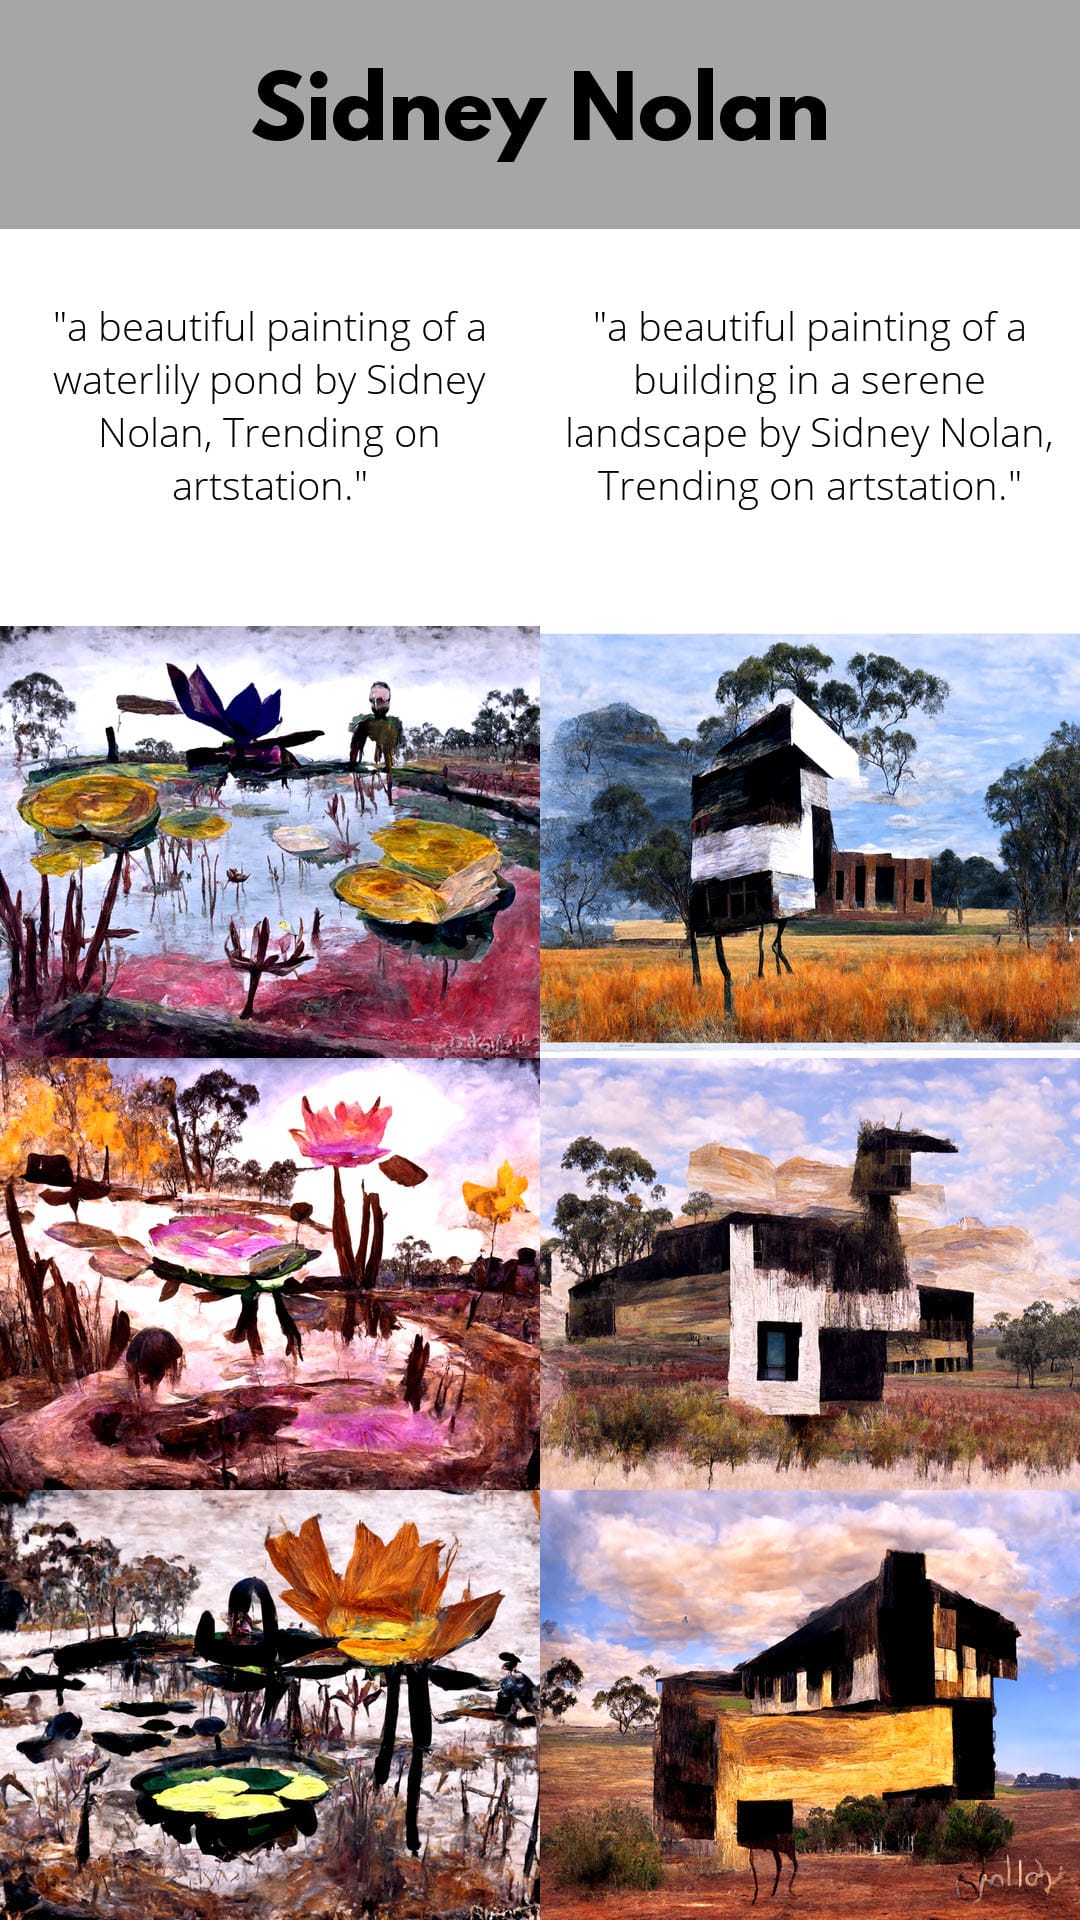 Sidney Nolan
"a beautiful painting of a
waterlily pond by Sidney
Nolan, Trending on
artstation."
"a beautiful painting of a
building in a serene
landscape by Sidney Nolan,
Trending on artstation."